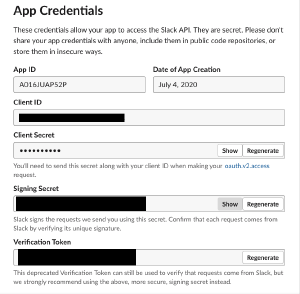 App Credentials
These credentials allow your app to access the Slack API. They are secret. Please don't
share your app credentials with anyone, include them in public code repositories, or
store them in insecure ways.
App ID
Date of App Creation
A016JUAPS2P
July 4, 2020
Client ID
Client Secret
••••••••••
Show
Regenerate
You'll need to send this secret along with your client ID when making your oauth.v2.access
request.
Signing Secret
Show
Regenerate
Slack signs the requests we send you using this secret. Confirm that each request comes from
Slack by verifying its unique signature.
Verification Token
Regenerate
This deprecated Verification Token can still be used to verify that requests come from Slack, but
we strongly recommend using the above, more secure, signing secret instead.